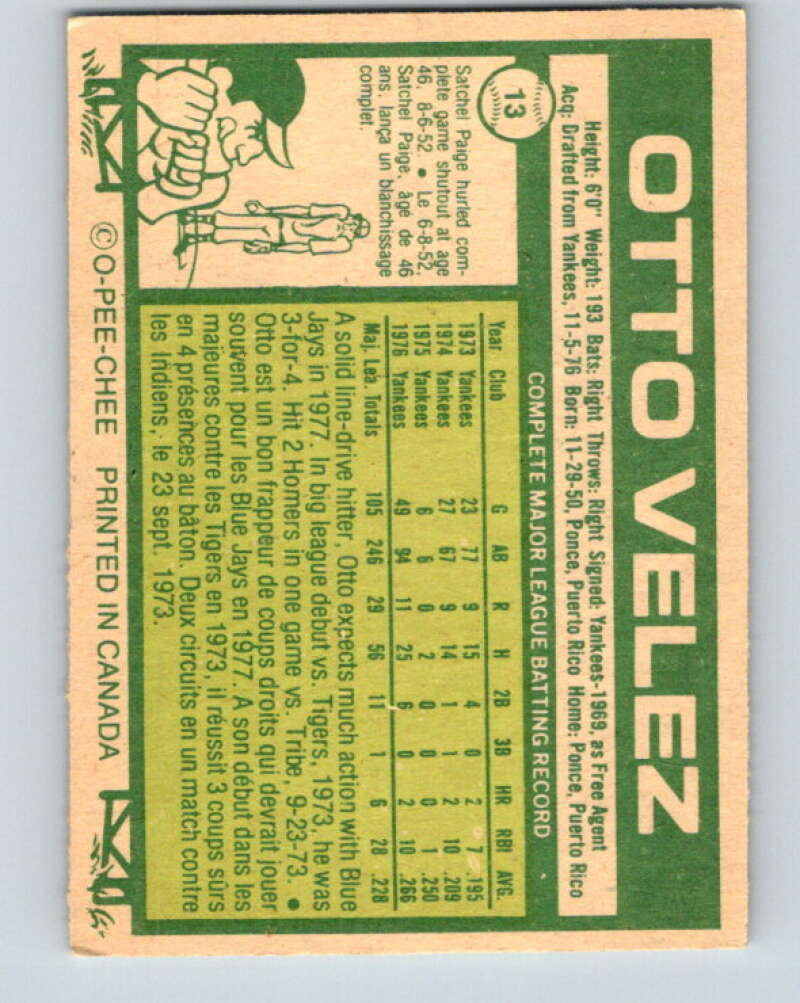 OTTO VELEZ
Height: 6'0" Weight: 193 Bats: Right Throws: Right Signed: Yankees-1969, as Free Agent
Acq: Drafted from Yankees, 11-5-76 Born: 11-29-50, Ponce, Puerto Rico Home: Ponce, Puerto Rico
13
COMPLETE MAJOR LEAGUE BATTING RECORD
Satchel Paige hurled com-
plete game shutout at age
46. 8-6-52. • Le 6-8-52.
Satchel Paige, âgé de 46
ans. lança un blanchissage
complet.
Year Club G AB R H 2B 3B HR RBI AVG.
1973 Yankees 23 77 9 15 4 0 2 7 .195
1974 Yankees 27 67 9 14 1 1 2 10 .209
1975 Yankees 6 6 0 2 0 0 0 1 .250
1976 Yankees 49 94 11 25 6 0 2 10 .266
Maj. Lea. Totals 105 246 29 56 11 1 6 28 .228
A solid line-drive hitter, Otto expects much action with Blue
Jays in 1977. In big league debut vs. Tigers, 1973, he was
3-for-4. Hit 2 Homers in one game vs. Tribe, 9-23-73. •
Otto est un bon frappeur de coups droits qui devrait jouer
souvent pour les Blue Jays en 1977. A son début dans les
majeures contre les Tigers en 1973, il réussit 3 coups sûrs
en 4 présences au bâton. Deux circuits en un match contre
les Indiens, le 23 sept. 1973.
©O-PEE-CHEE PRINTED IN CANADA